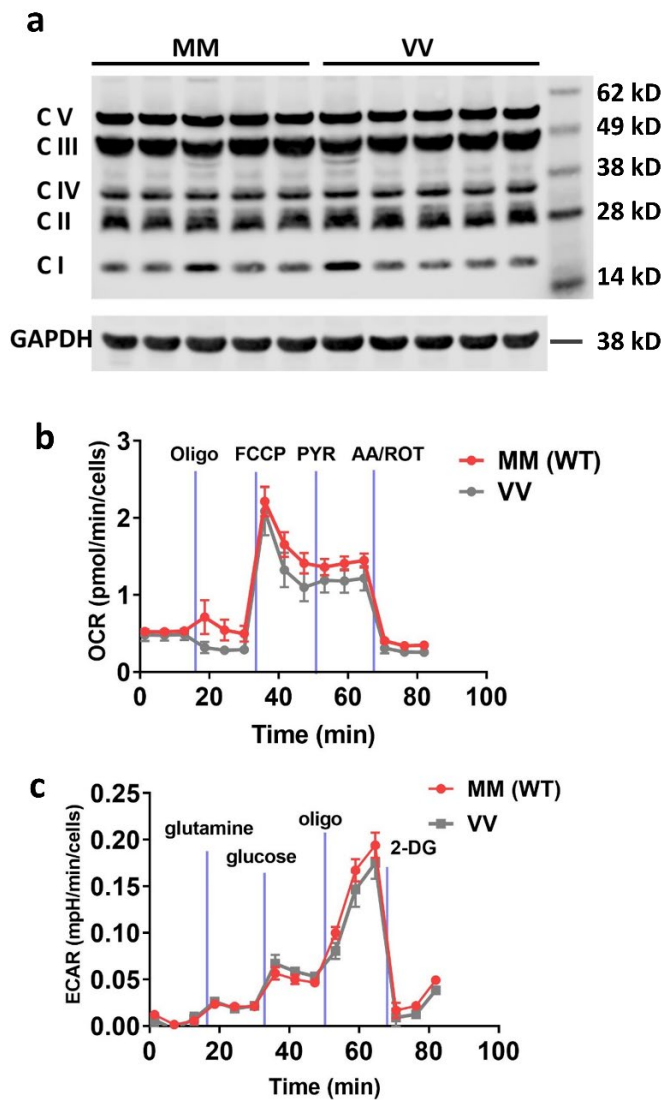 a
MM VV
C V
C III
C IV
C II
C I
62 kD
49 kD
38 kD
28 kD
14 kD
GAPDH
38 kD
b
Oligo FCCP PYR AA/ROT
MM (WT)
VV
OCR (pmol/min/cells)
3
2
1
0
0 20 40 60 80 100
Time (min)
c
glutamine
glucose
oligo
2-DG
MM (WT)
VV
ECAR (mpH/min/cells)
0.25
0.20
0.15
0.10
0.05
0.00
0 20 40 60 80 100
Time (min)